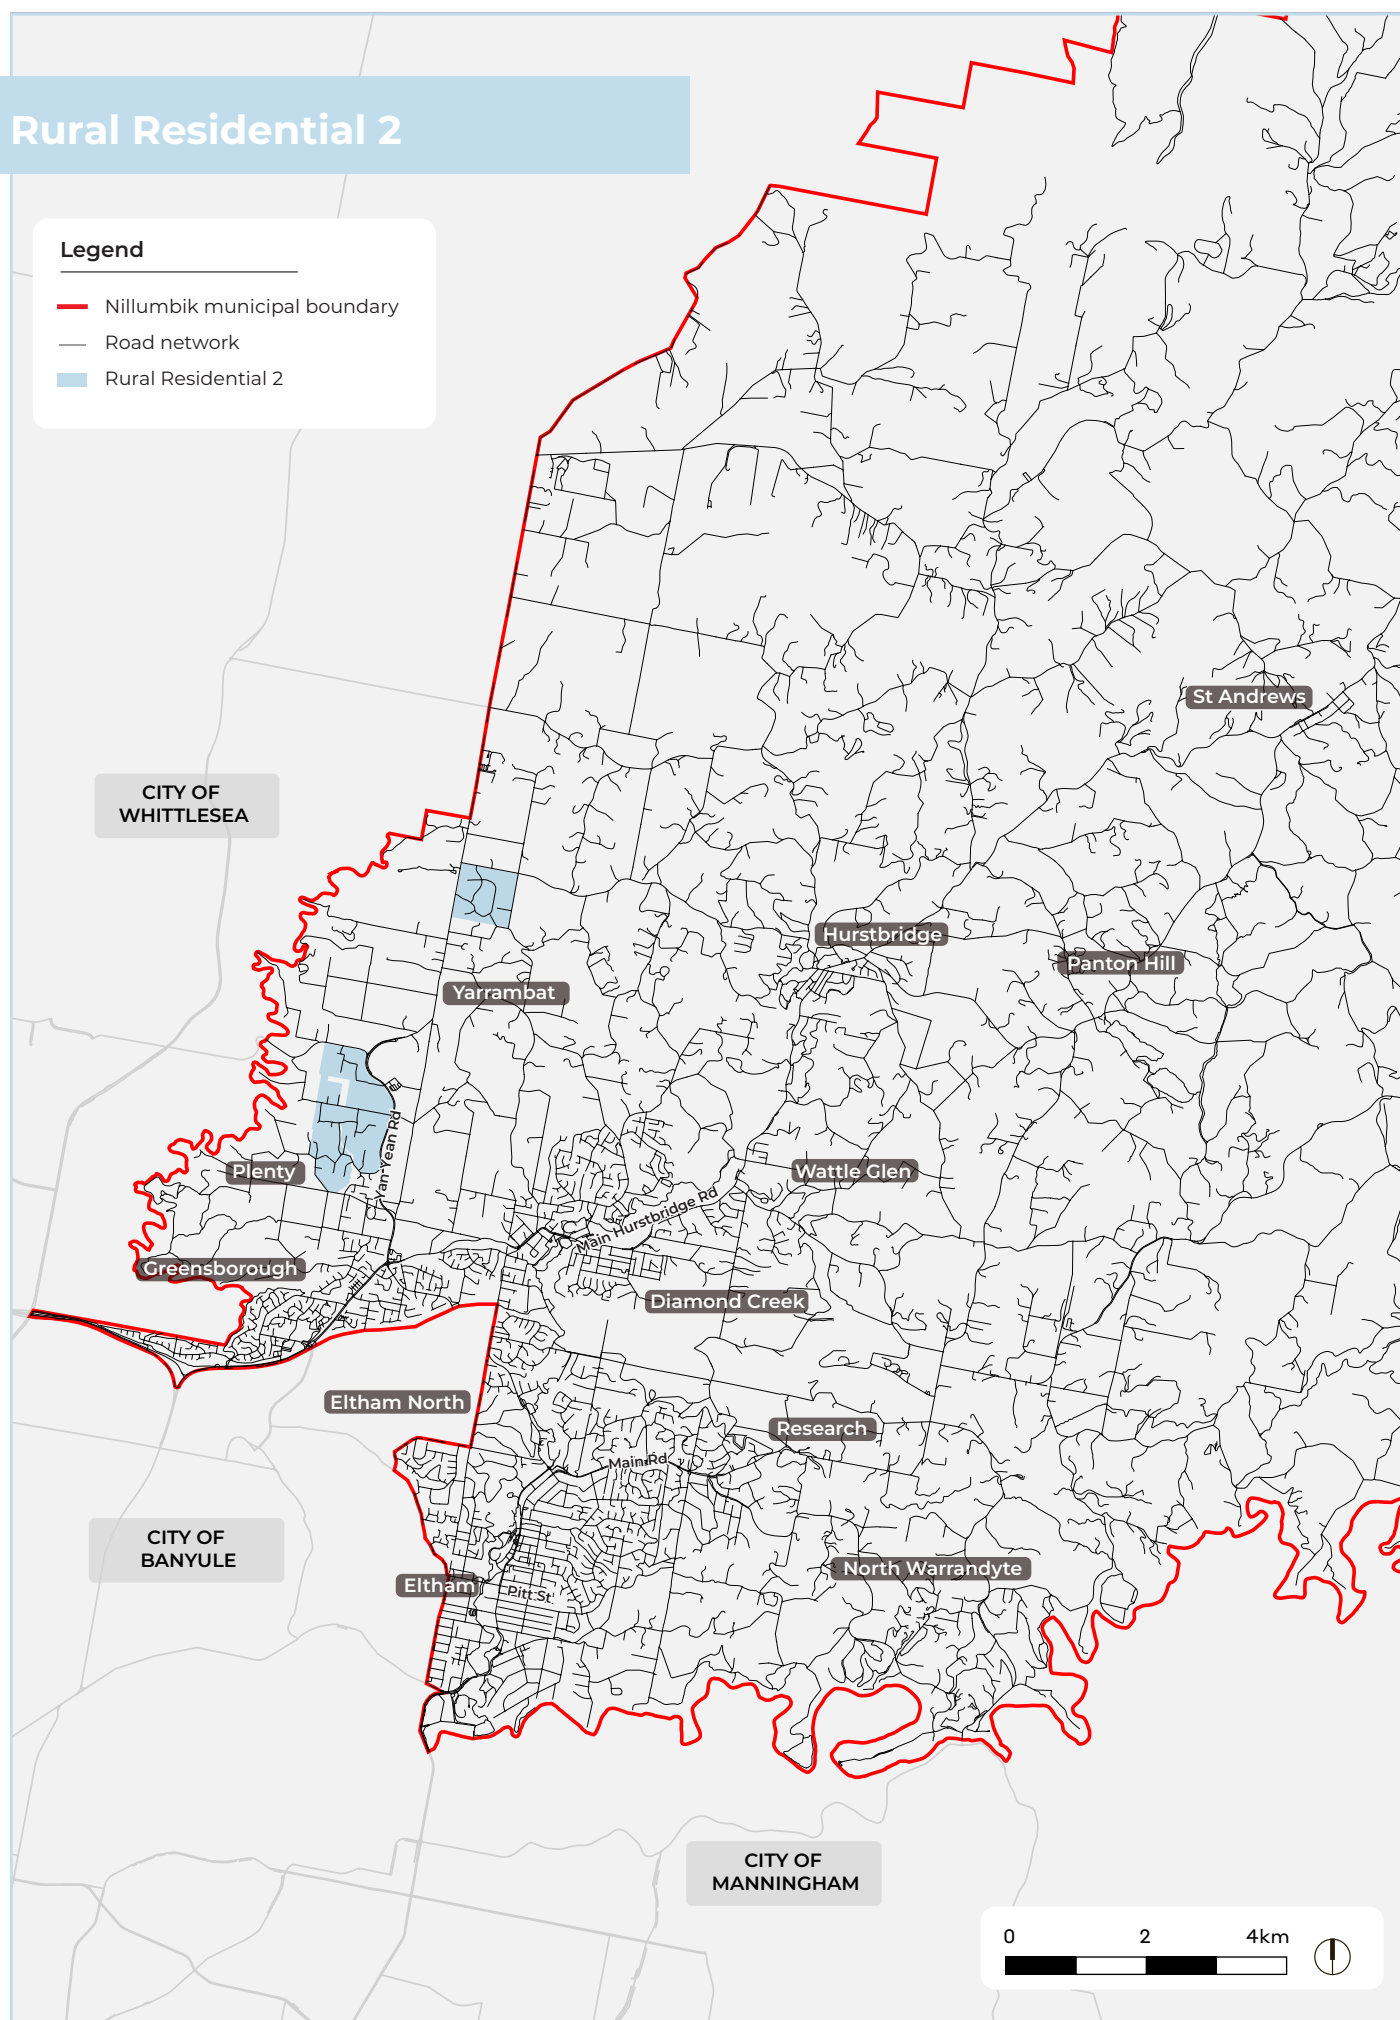 Rural Residential 2
Legend
Nillumbik municipal boundary
Road network
Rural Residential 2
St Andrews
CITY OF
WHITTLESEA
Hurstbridge
Panton Hill
Yarrambat
Yan Yean Rd
Plenty
Wattle Glen
Main Hurstbridge Rd
Greensborough
Diamond Creek
Eltham North
Research
Main Rd
CITY OF
BANYULE
North Warrandyte
Eltham
Pitt St
CITY OF
MANNINGHAM
0 2 4km